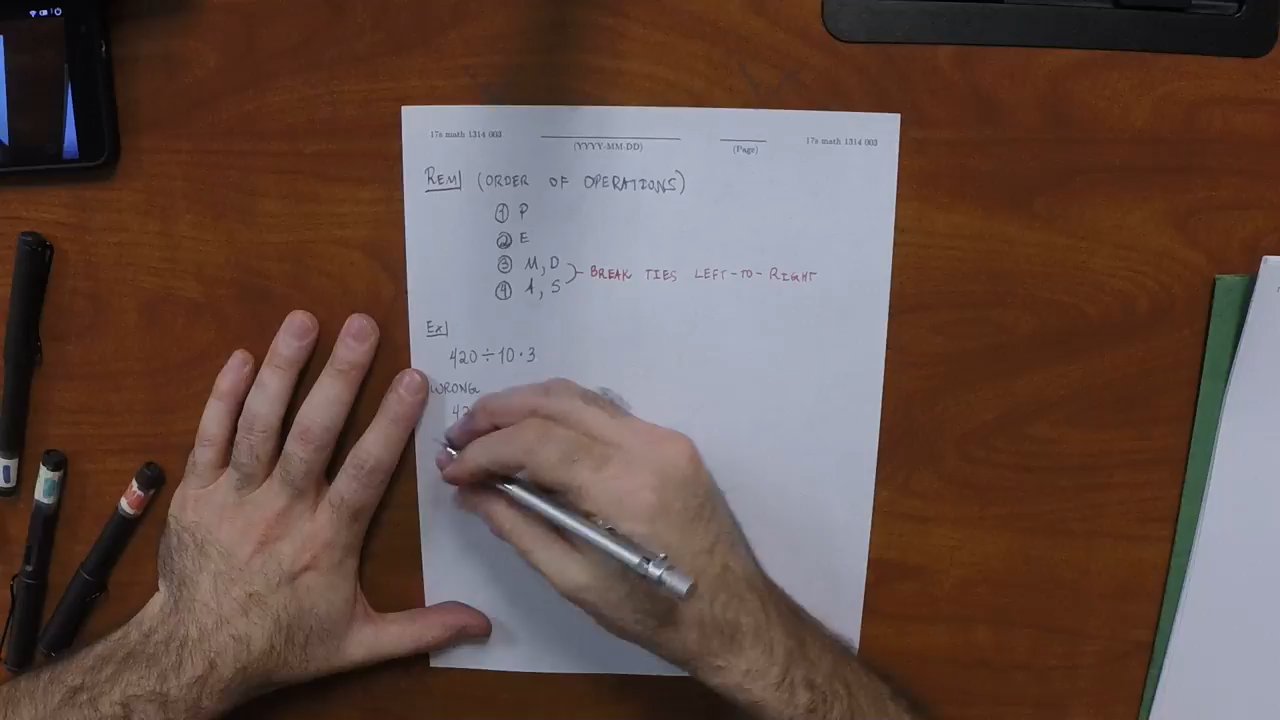 17s math 1314 003 (YYYY-MM-DD) (Page) 17s math 1314 003
REM (ORDER OF OPERATIONS)
① P
② E
③ M, D
④ A, S
BREAK TIES LEFT-TO-RIGHT
Ex
420 ÷ 10 · 3
WRONG
42